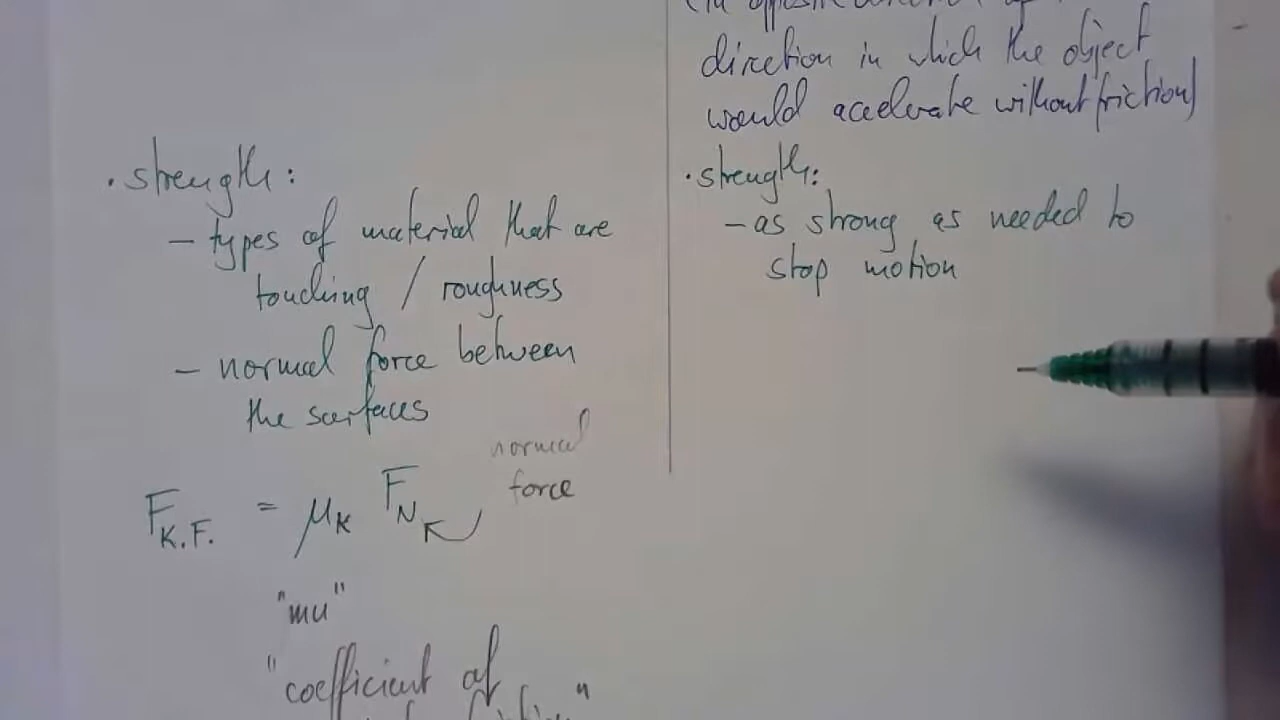 direction in which the object
would acelerate without friction)
· strength:
- types of material that are
touching / roughness
- normal force between
the surfaces
normal
force
F_K.F. = μ_K F_N
"mu"
"coefficient of
"
· strength:
- as strong as needed to
stop motion